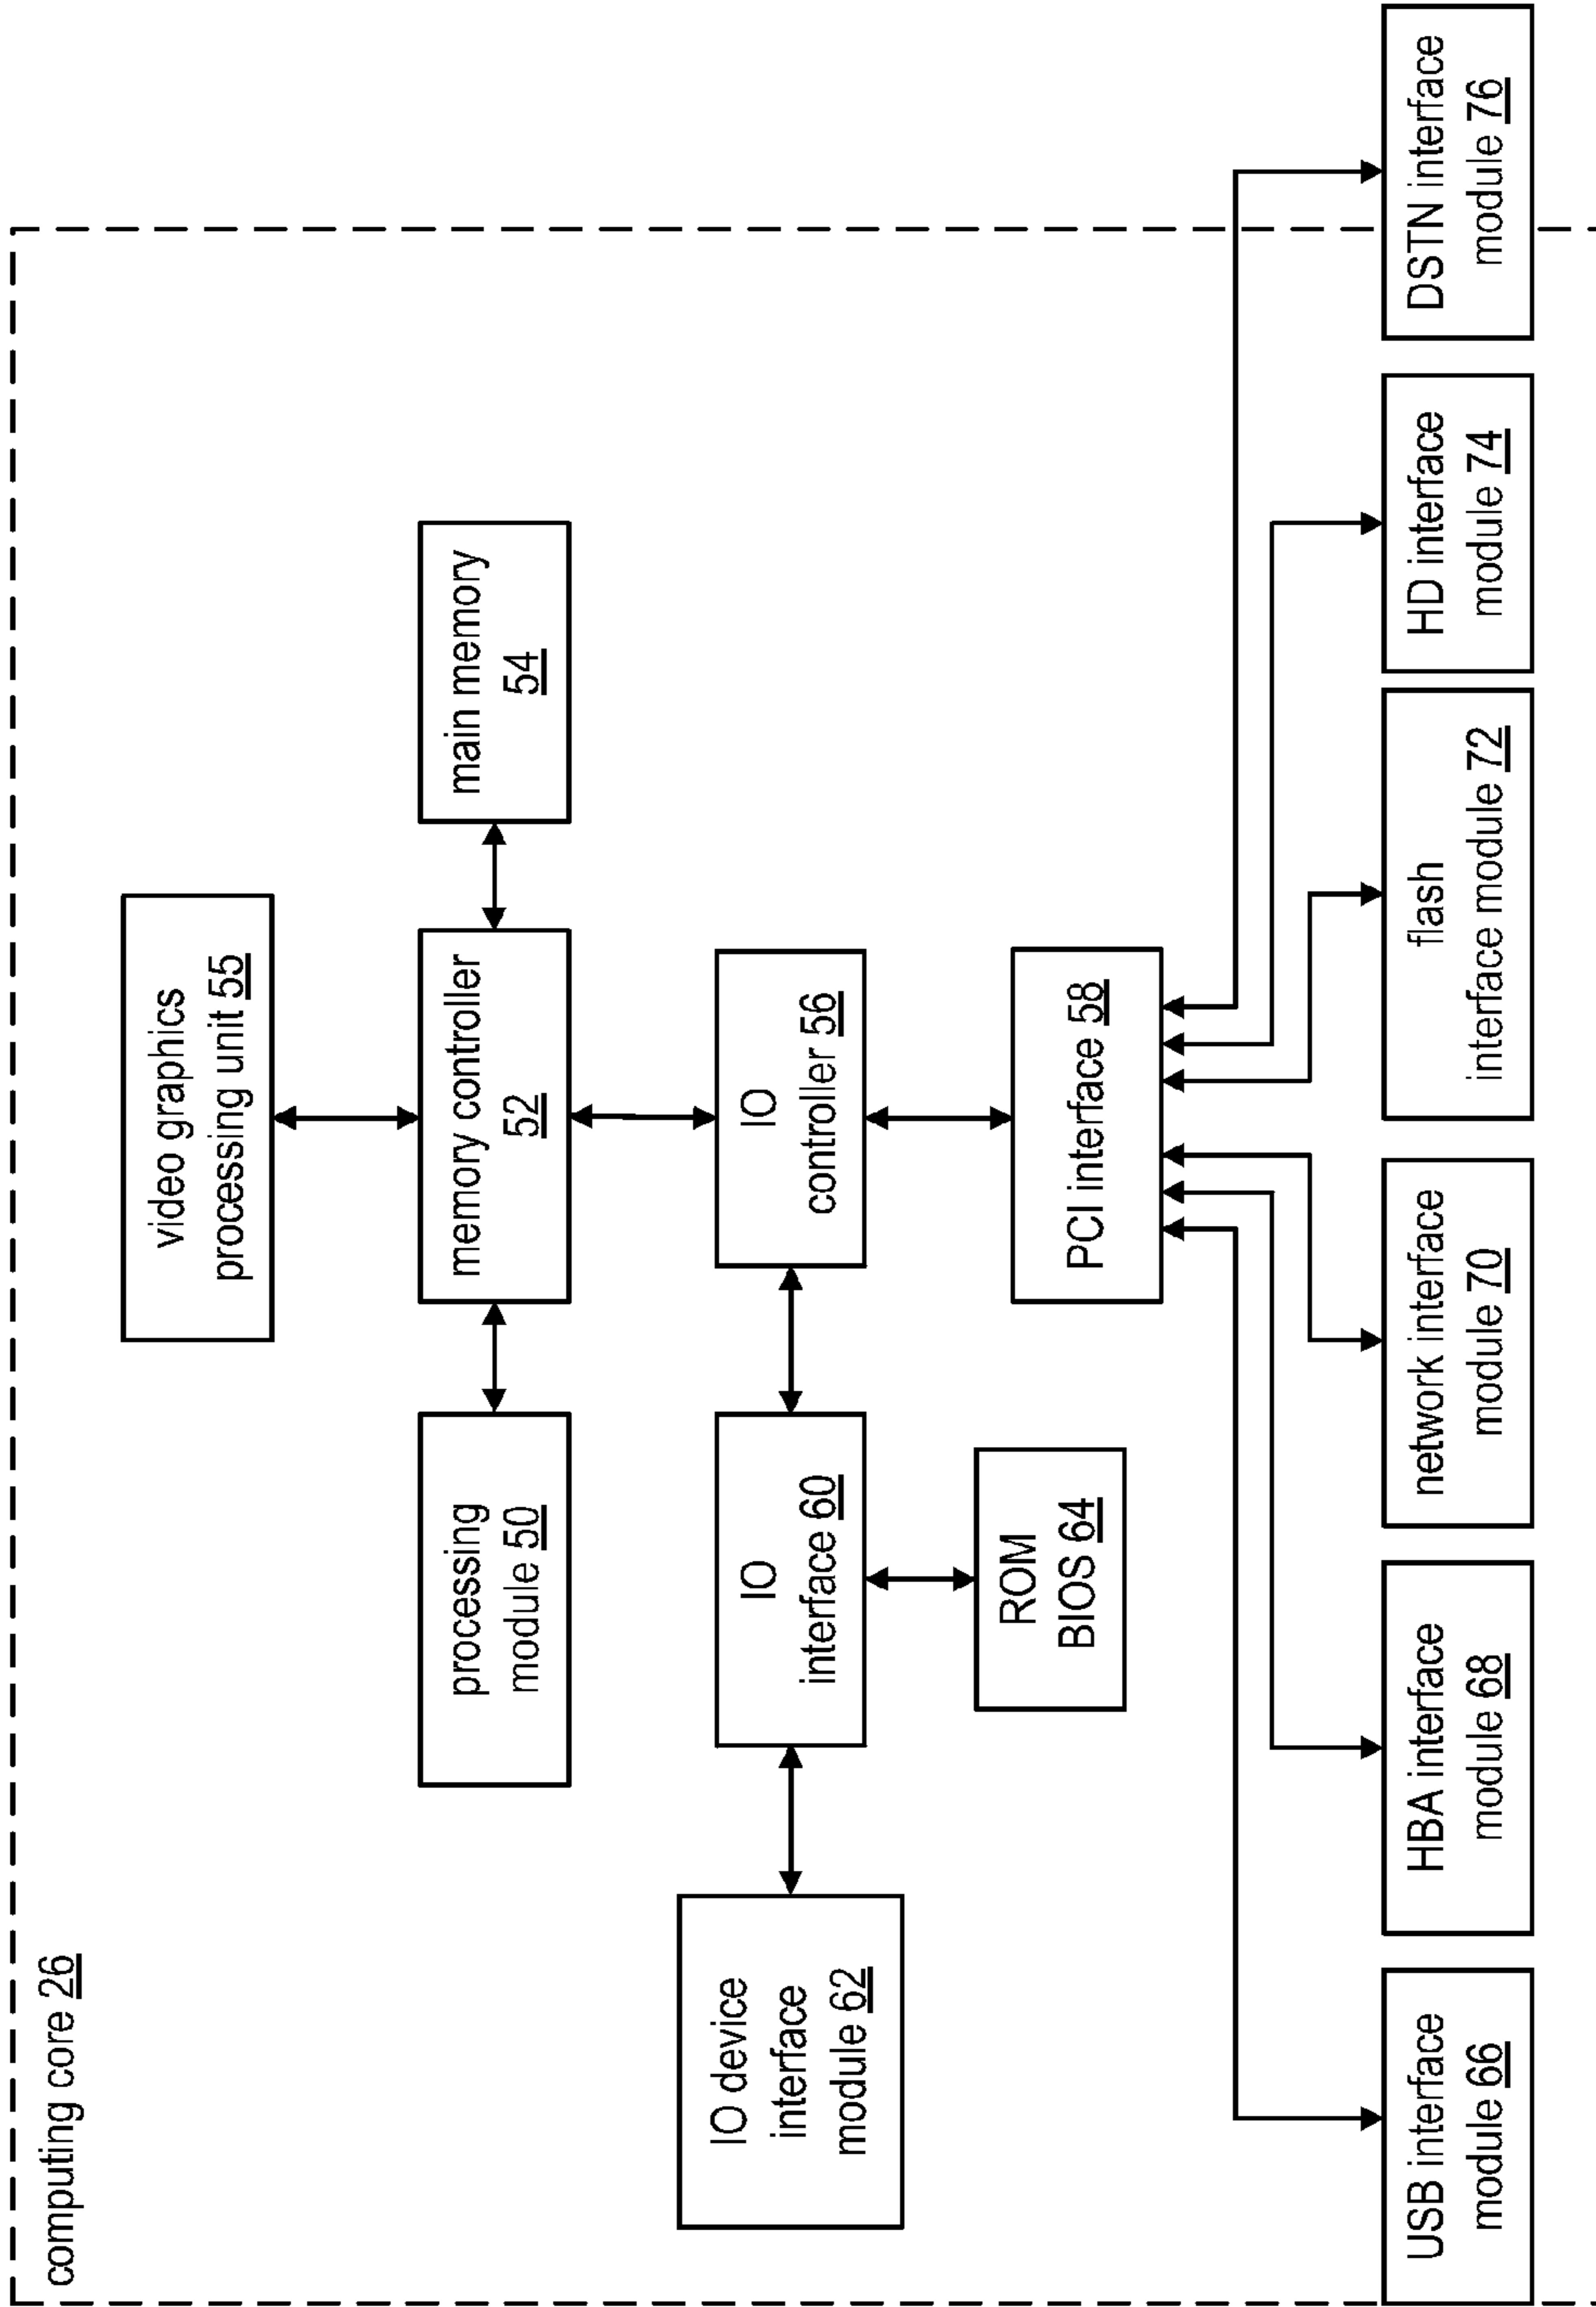 computing core 26
video graphics
processing unit 55
processing
module 50
memory controller
52
main memory
54
IO device
interface
module 62
IO
interface 60
IO
controller 56
ROM
BIOS 64
PCI interface 58
USB interface
module 66
HBA interface
module 68
network interface
module 70
flash
interface module 72
HD interface
module 74
DSTN interface
module 76